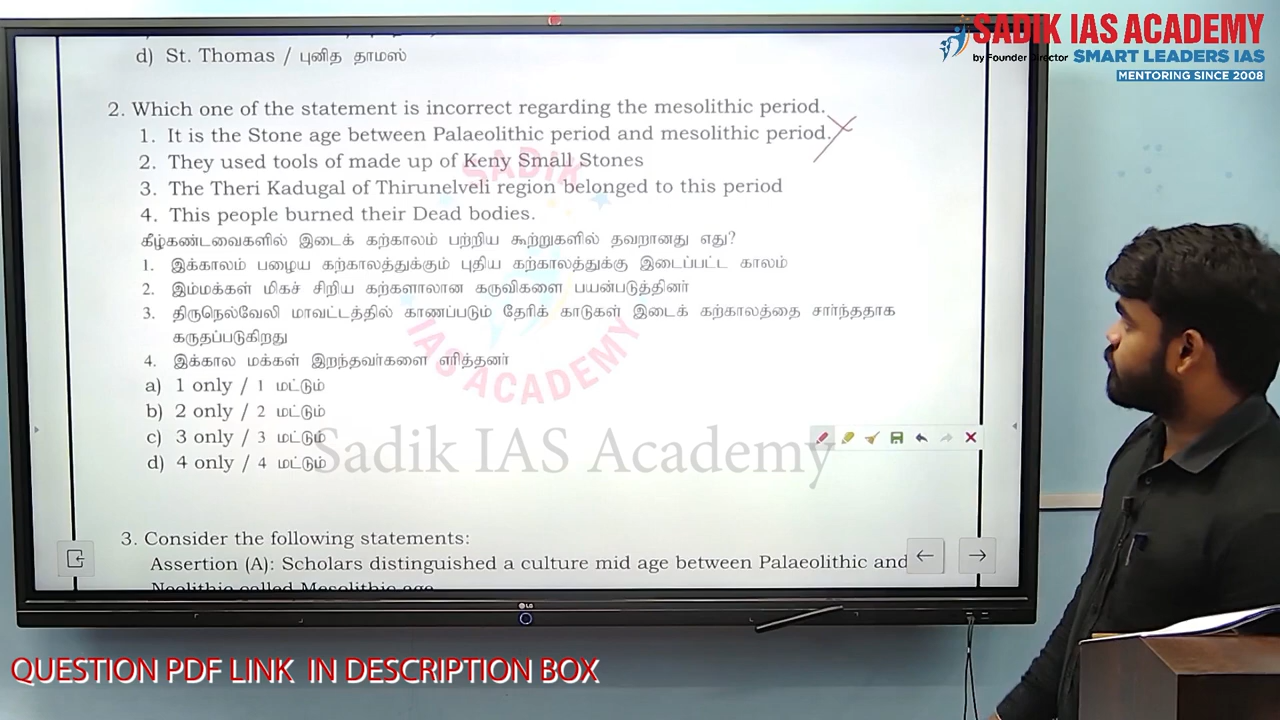 SADIK IAS ACADEMY
by Founder Director SMART LEADERS IAS
MENTORING SINCE 2008
d) St. Thomas / புனித தாமஸ்
2. Which one of the statement is incorrect regarding the mesolithic period.
1. It is the Stone age between Palaeolithic period and mesolithic period.
2. They used tools of made up of Keny Small Stones
3. The Theri Kadugal of Thirunelveli region belonged to this period
4. This people burned their Dead bodies.
கீழ்கண்டவைகளில் இடைக் கற்காலம் பற்றிய கூற்றுகளில் தவறானது எது?
1. இக்காலம் பழைய கற்காலத்துக்கும் புதிய கற்காலத்துக்கு இடைப்பட்ட காலம்
2. இம்மக்கள் மிகச் சிறிய கற்களாலான கருவிகளை பயன்படுத்தினர்
3. திருநெல்வேலி மாவட்டத்தில் காணப்படும் தேரிக் காடுகள் இடைக் கற்காலத்தை சார்ந்ததாக
கருதப்படுகிறது
4. இக்கால மக்கள் இறந்தவர்களை எரித்தனர்
a) 1 only / 1 மட்டும்
b) 2 only / 2 மட்டும்
c) 3 only / 3 மட்டும்
d) 4 only / 4 மட்டும்
SADIK
IAS ACADEMY
Sadik IAS Academy
3. Consider the following statements:
Assertion (A): Scholars distinguished a culture mid age between Palaeolithic and
Neolithic called Mesolithic age
LG
QUESTION PDF LINK IN DESCRIPTION BOX